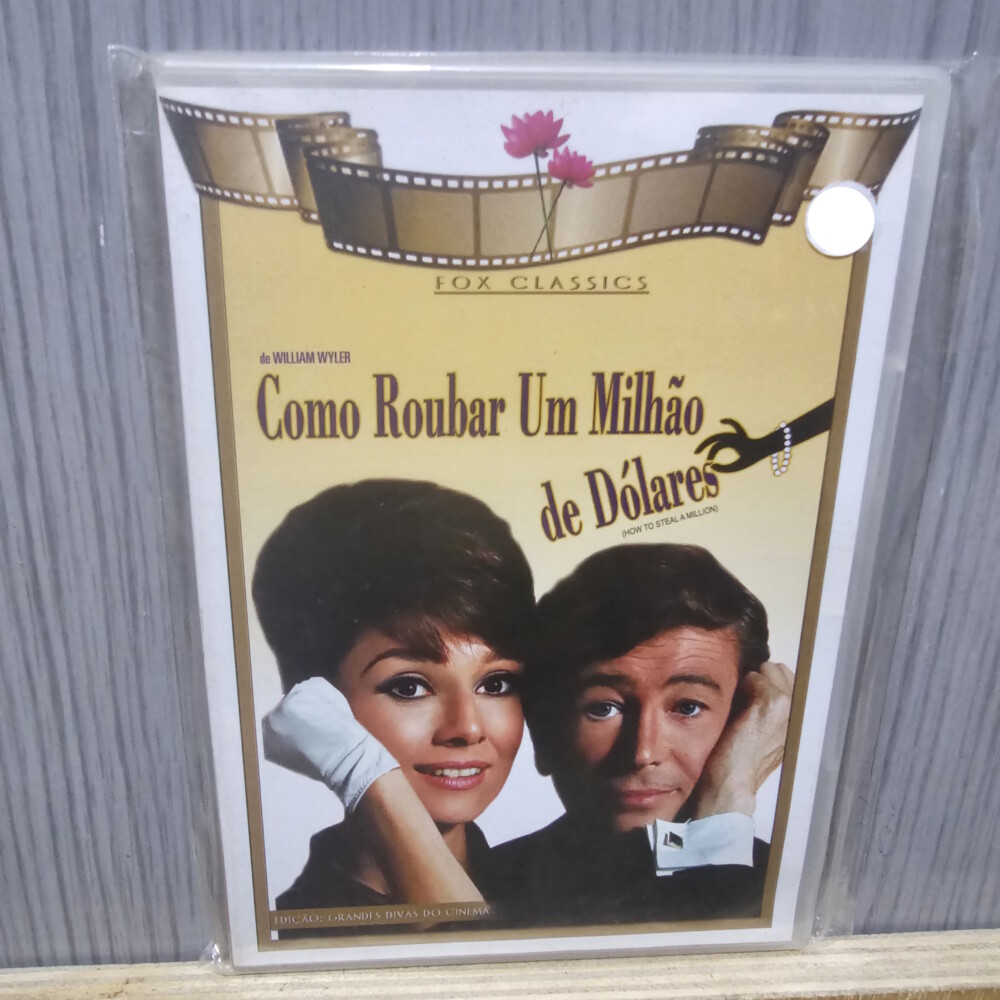 FOX CLASSICS
de WILLIAM WYLER
Como Roubar Um Milhão
de Dólares
(HOW TO STEAL A MILLION)
EDIÇÃO: GRANDES DIVAS DO CINEMA